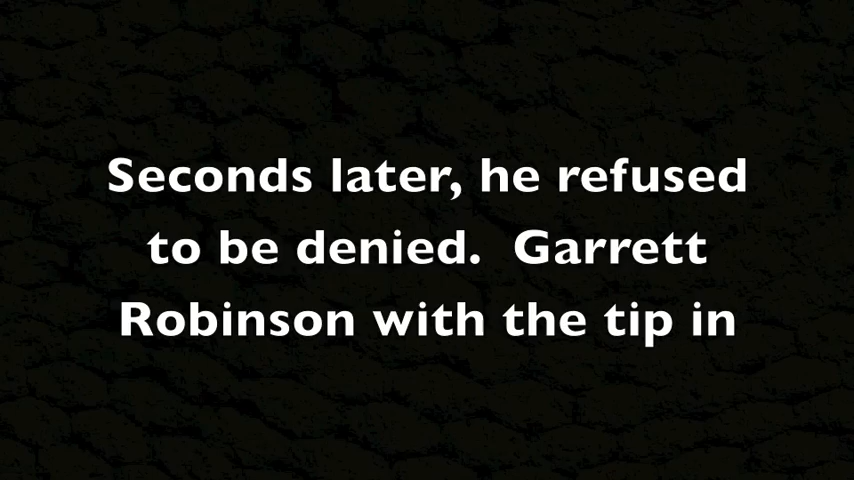 Seconds later, he refused
to be denied.  Garrett
Robinson with the tip in